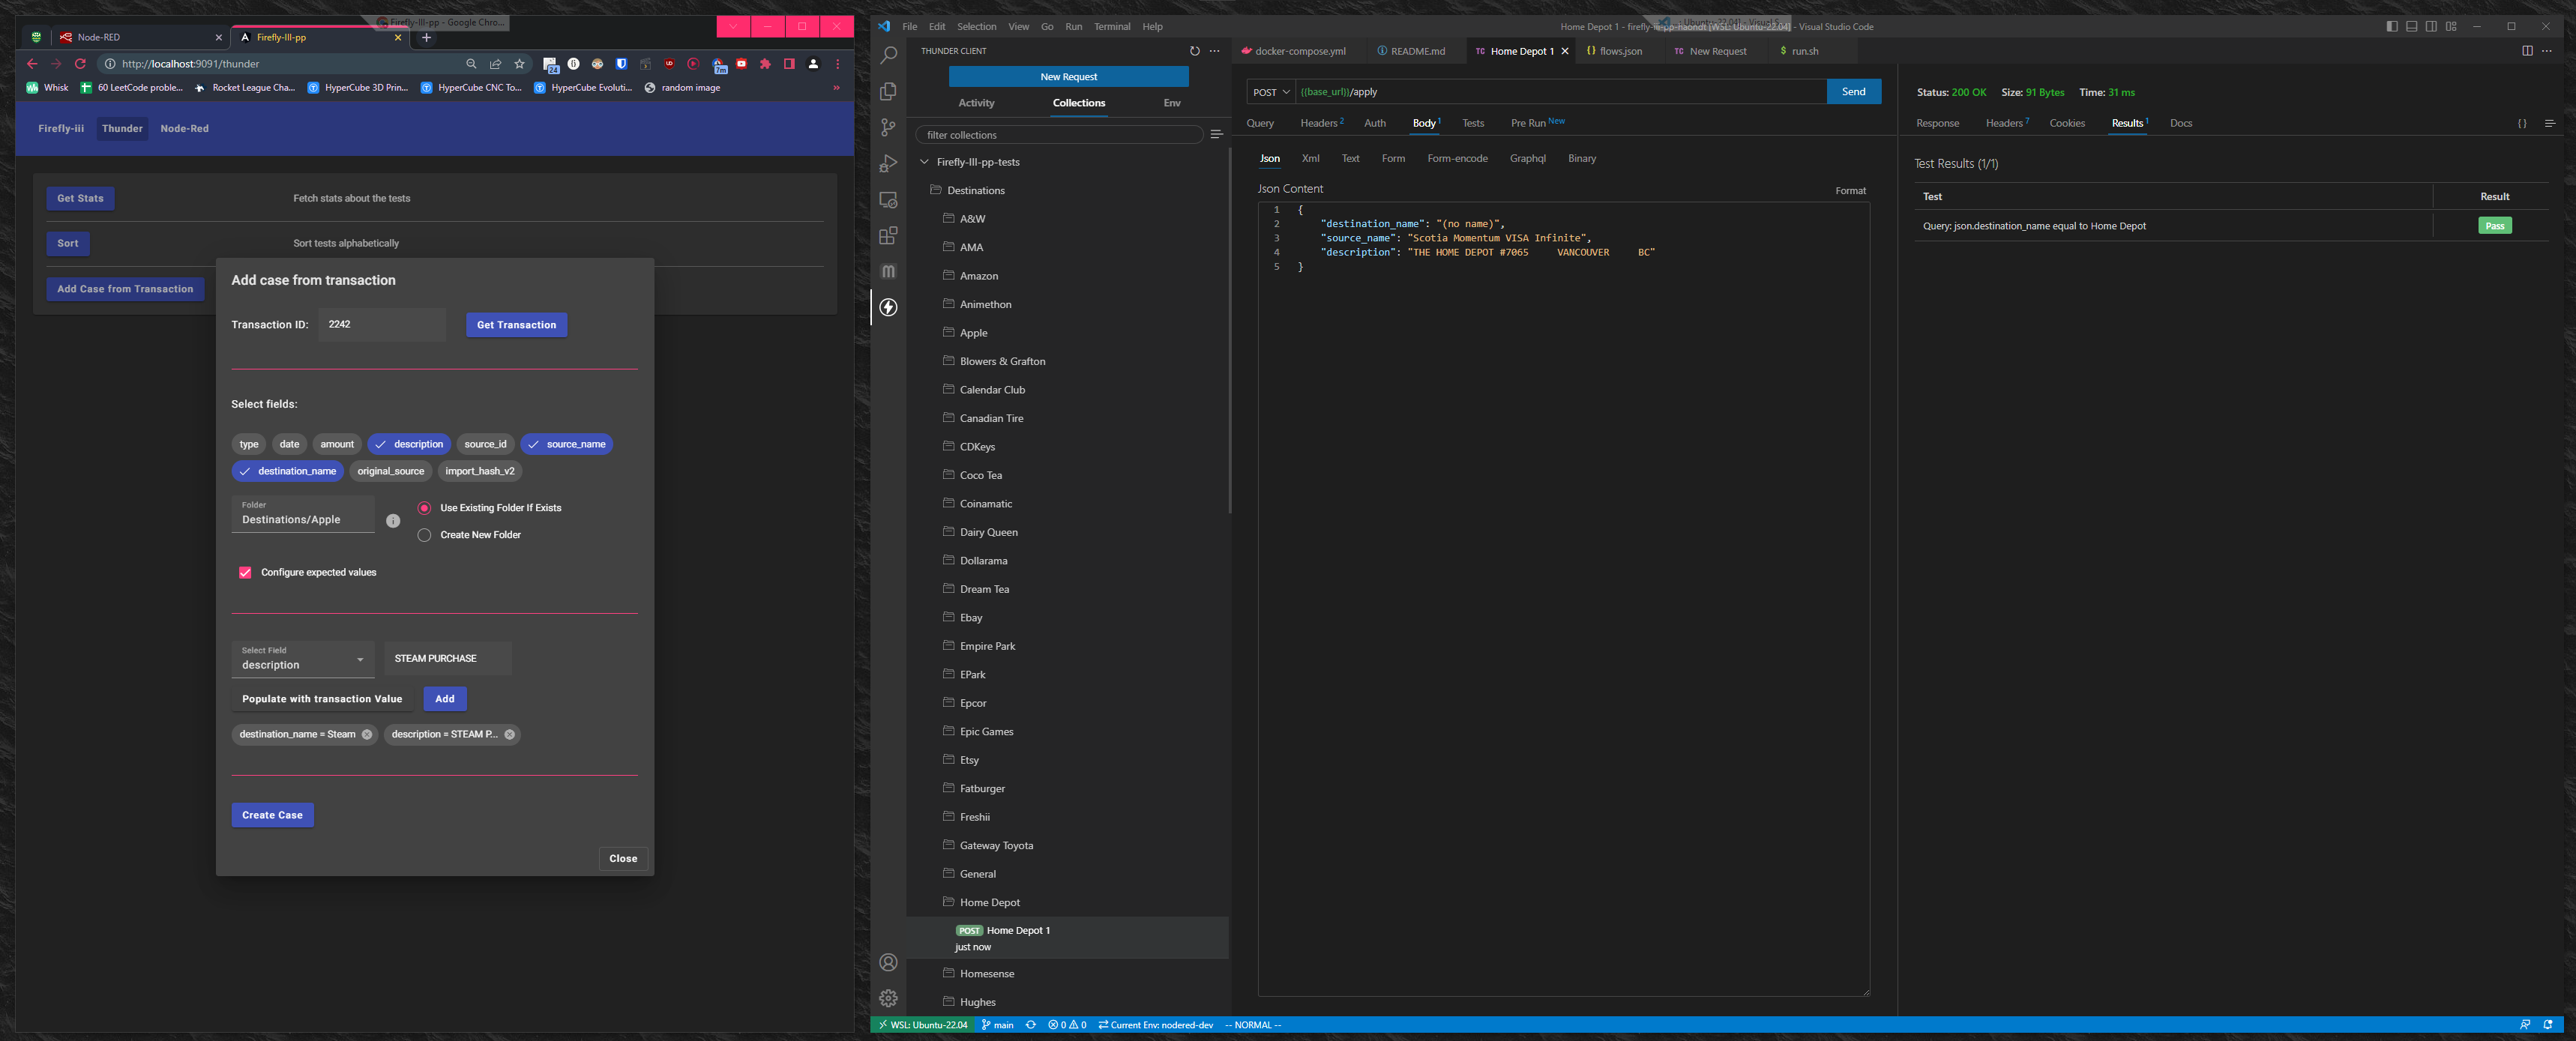 Firefly-III-pp - Google Chro...
Node-RED
Firefly-III-pp
http://localhost:9091/thunder
24
7m
Whisk
60 LeetCode proble...
Rocket League Cha...
HyperCube 3D Prin...
HyperCube CNC To...
HyperCube Evoluti...
random image
Firefly-iii
Thunder
Node-Red
Get Stats
Fetch stats about the tests
Sort
Sort tests alphabetically
Add Case from Transaction
Add case from transaction
Transaction ID:
2242
Get Transaction
Select fields:
type
date
amount
description
source_id
source_name
destination_name
original_source
import_hash_v2
Folder
Destinations/Apple
Use Existing Folder If Exists
Create New Folder
Configure expected values
Select Field
description
STEAM PURCHASE
Populate with transaction Value
Add
destination_name = Steam
description = STEAM P...
Create Case
Close
File
Edit
Selection
View
Go
Run
Terminal
Help
THUNDER CLIENT
New Request
Activity
Collections
Env
filter collections
Firefly-III-pp-tests
Destinations
A&W
AMA
Amazon
Animethon
Apple
Blowers & Grafton
Calendar Club
Canadian Tire
CDKeys
Coco Tea
Coinamatic
Dairy Queen
Dollarama
Dream Tea
Ebay
Empire Park
EPark
Epcor
Epic Games
Etsy
Fatburger
Freshii
Gateway Toyota
General
Home Depot
POST Home Depot 1
just now
Homesense
Hughes
docker-compose.yml
README.md
TC Home Depot 1
{} flows.json
TC New Request
$ run.sh
POST
{{base_url}}/apply
Send
Query
Headers 2
Auth
Body 1
Tests
Pre Run New
Json
Xml
Text
Form
Form-encode
Graphql
Binary
Json Content
Format
1 {
2 "destination_name": "(no name)",
3 "source_name": "Scotia Momentum VISA Infinite",
4 "description": "THE HOME DEPOT #7065     VANCOUVER     BC"
5 }
Status: 200 OK
Size: 91 Bytes
Time: 31 ms
Response
Headers 7
Cookies
Results 1
Docs
{}
Test Results (1/1)
Test
Result
Query: json.destination_name equal to Home Depot
Pass
WSL: Ubuntu-22.04
main
0
0
Current Env: nodered-dev
-- NORMAL --